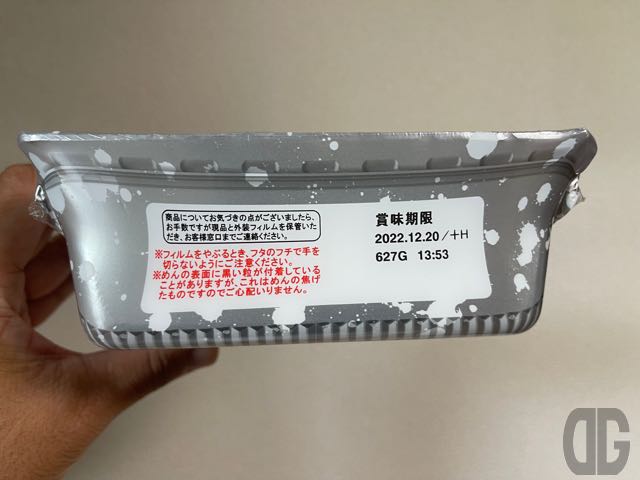 商品についてお気づきの点がございましたら、
お手数ですが現品と外装フィルムを保管いた
だき、お客様窓口までご連絡ください。
※フィルムをやぶるとき、フタのフチで手を
切らないようにご注意ください。
※めんの表面に黒い粒が付着している
ことがありますが、これはめんの焦げ
たものですのでご心配いりません。
賞味期限
2022.12.20/+H
627G 13:53
DG